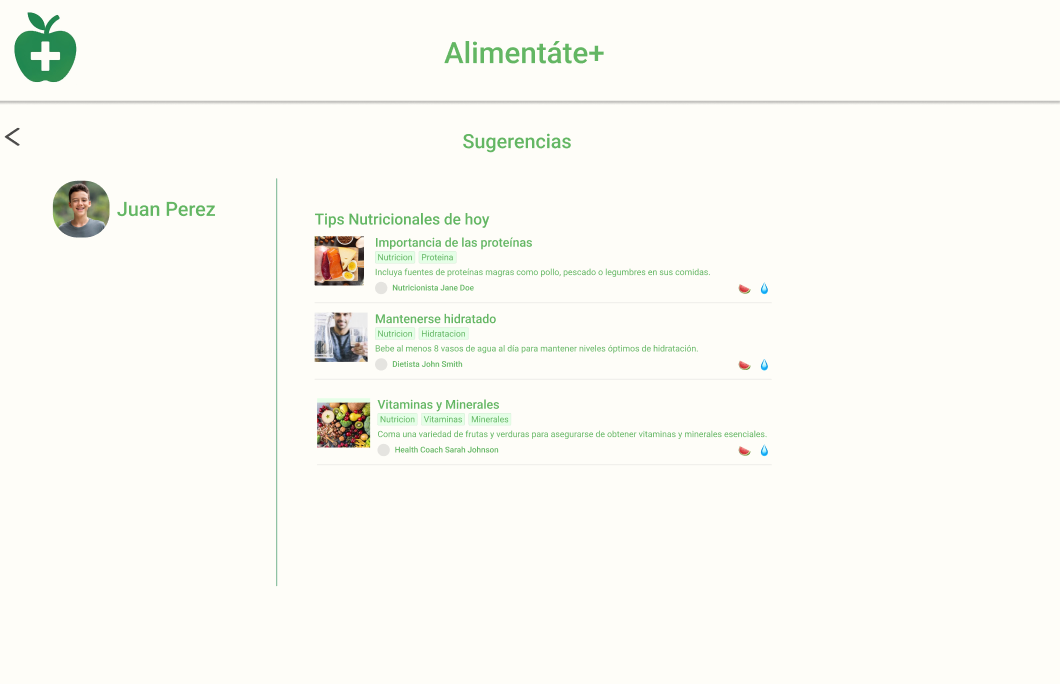 Alimentáte+
Sugerencias
Juan Perez
Tips Nutricionales de hoy
Importancia de las proteínas
Nutricion Proteina
Incluya fuentes de proteínas magras como pollo, pescado o legumbres en sus comidas.
Nutricionista Jane Doe
Mantenerse hidratado
Nutricion Hidratacion
Bebe al menos 8 vasos de agua al día para mantener niveles óptimos de hidratación.
Dietista John Smith
Vitaminas y Minerales
Nutricion Vitaminas Minerales
Coma una variedad de frutas y verduras para asegurarse de obtener vitaminas y minerales esenciales.
Health Coach Sarah Johnson